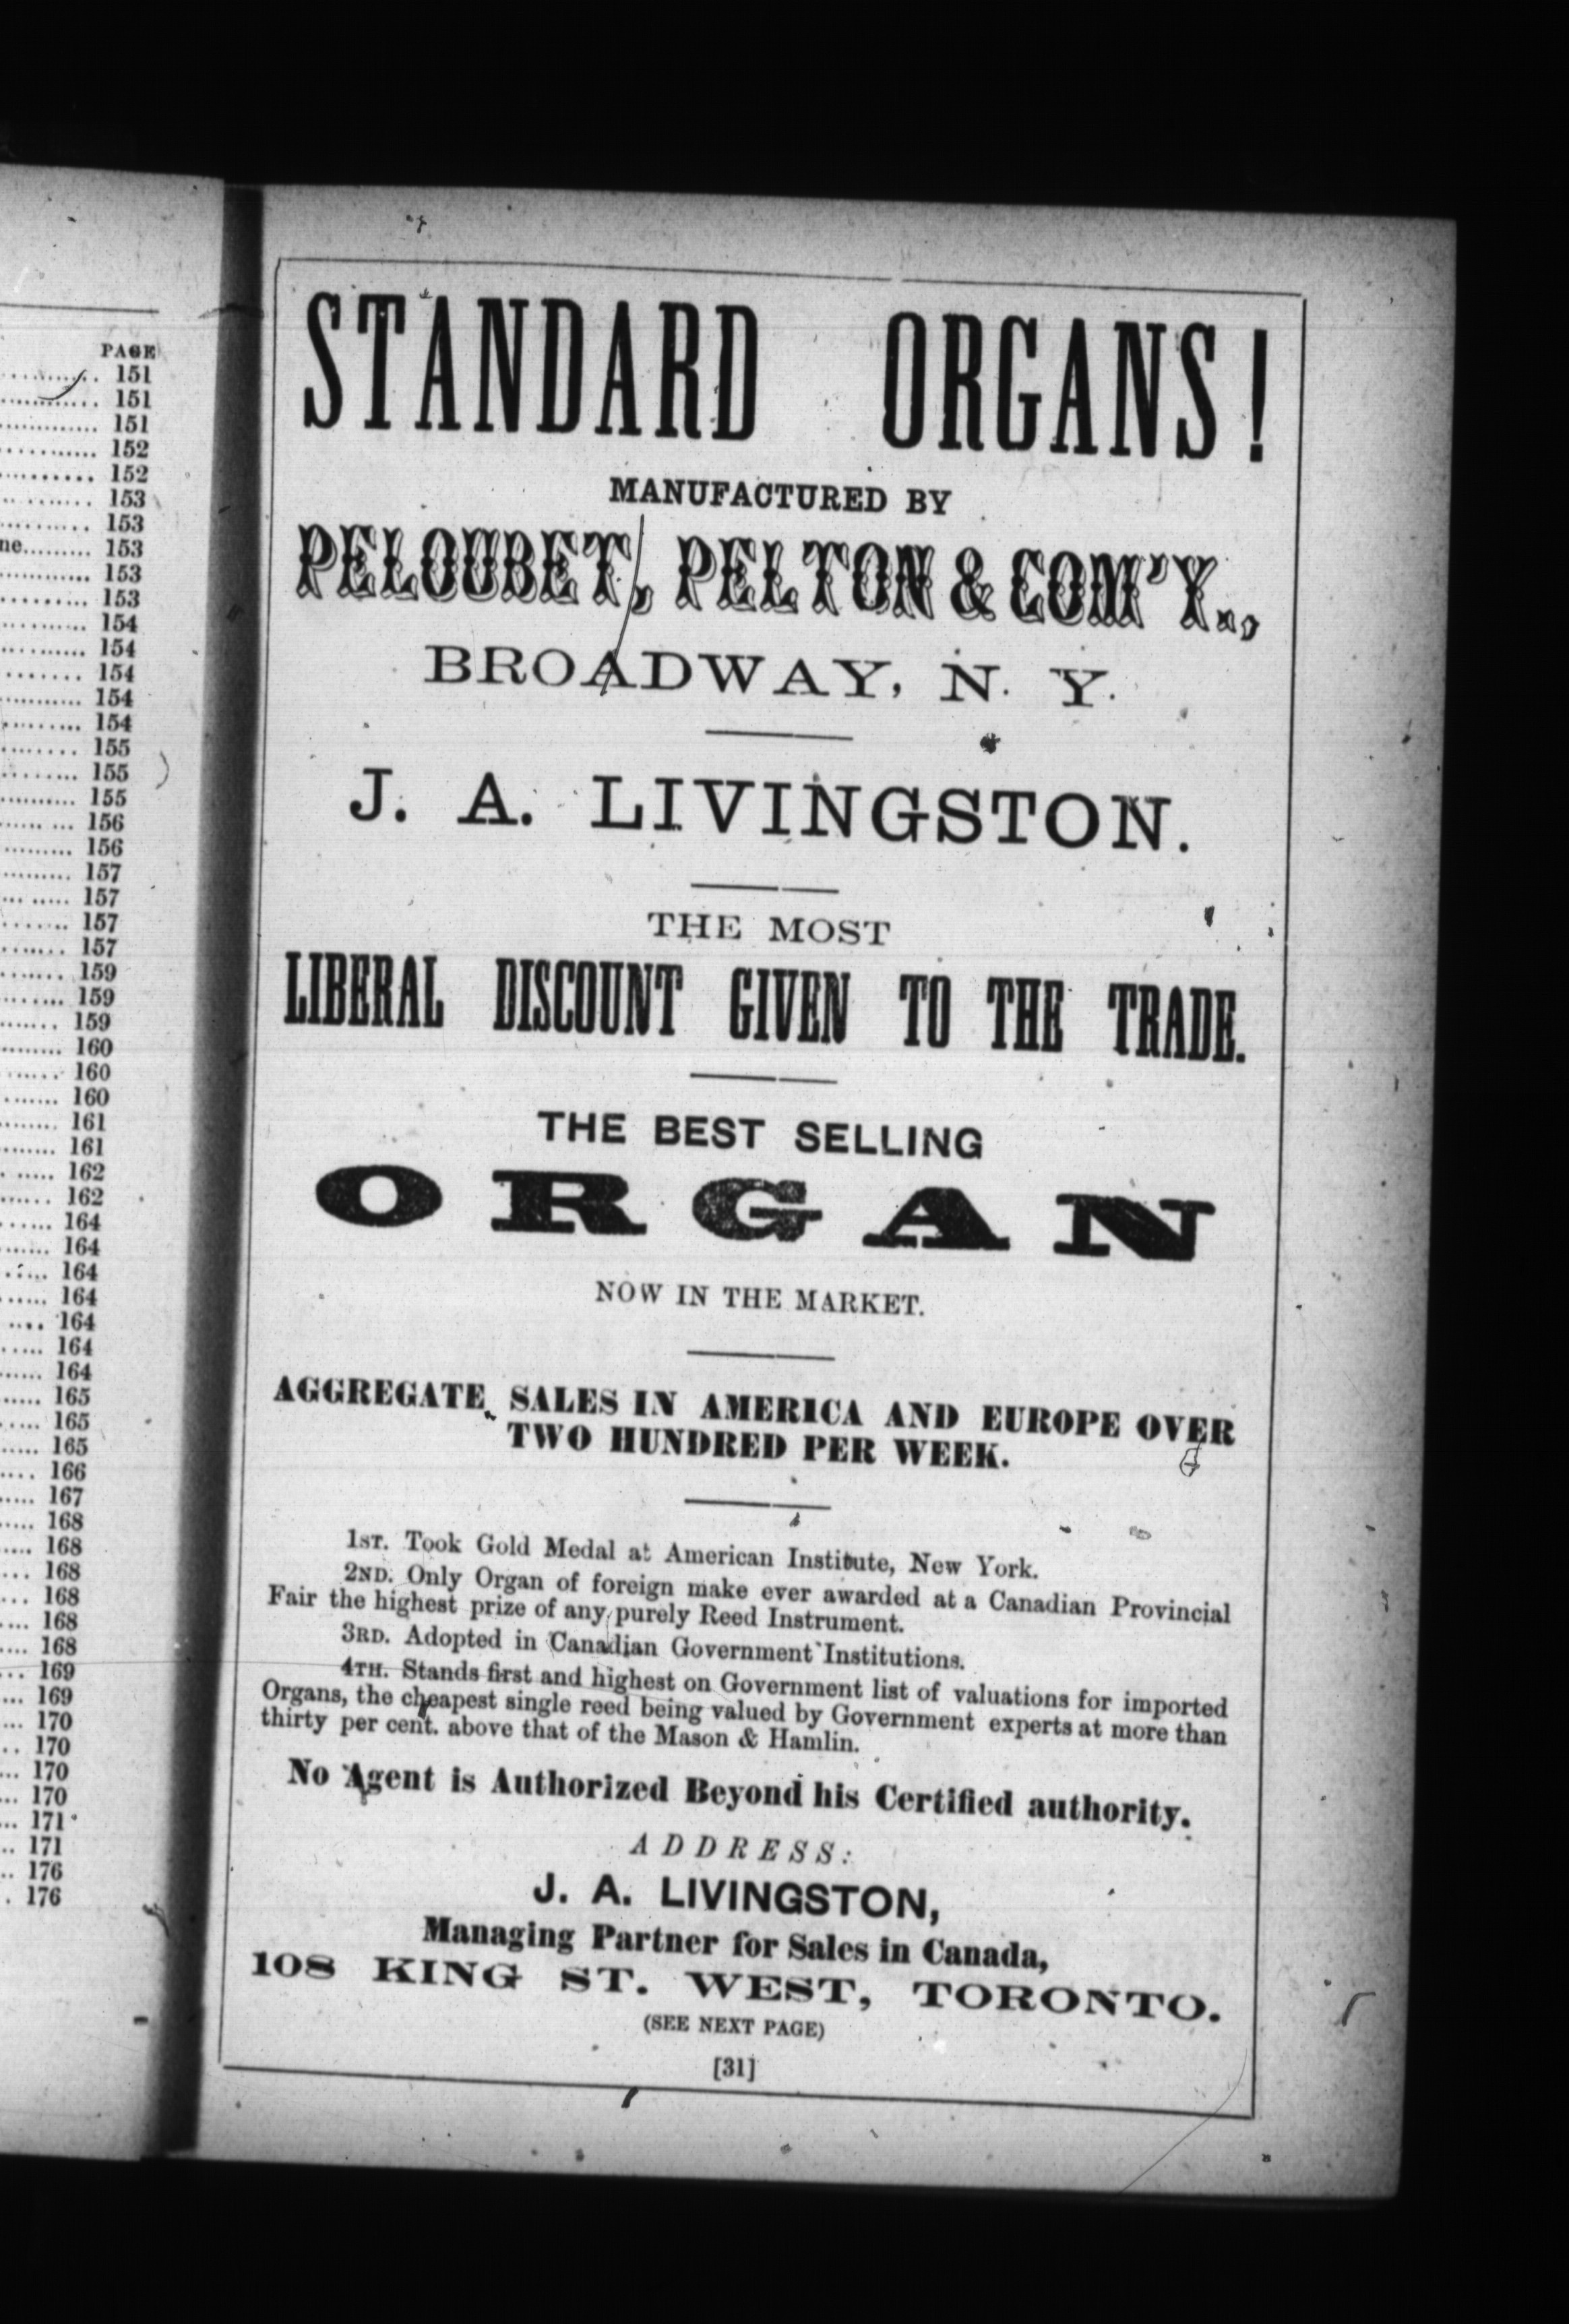 PAGE
151
151
151
152
152
153
153
ne......... 153
153
153
154
154
154
154
154
155
155
155
156
156
157
157
157
157
159
159
159
160
160
160
161
161
162
162
164
164
164
164
164
164
164
165
165
165
166
167
168
168
168
168
168
168
169
169
170
170
170
170
171
171
176
176
STANDARD ORGANS!
MANUFACTURED BY
PELOUBET, PELTON & COM'Y.,
BROADWAY, N. Y.
J. A. LIVINGSTON.
THE MOST
LIBERAL DISCOUNT GIVEN TO THE TRADE.
THE BEST SELLING
ORGAN
NOW IN THE MARKET.
AGGREGATE SALES IN AMERICA AND EUROPE OVER
TWO HUNDRED PER WEEK.
1ST. Took Gold Medal at American Institute, New York.
2ND. Only Organ of foreign make ever awarded at a Canadian Provincial
Fair the highest prize of any purely Reed Instrument.
3RD. Adopted in Canadian Government Institutions.
4TH. Stands first and highest on Government list of valuations for imported
Organs, the cheapest single reed being valued by Government experts at more than
thirty per cent. above that of the Mason & Hamlin.
No Agent is Authorized Beyond his Certified authority.
ADDRESS:
J. A. LIVINGSTON,
Managing Partner for Sales in Canada,
108 KING ST. WEST, TORONTO.
(SEE NEXT PAGE)
[31]